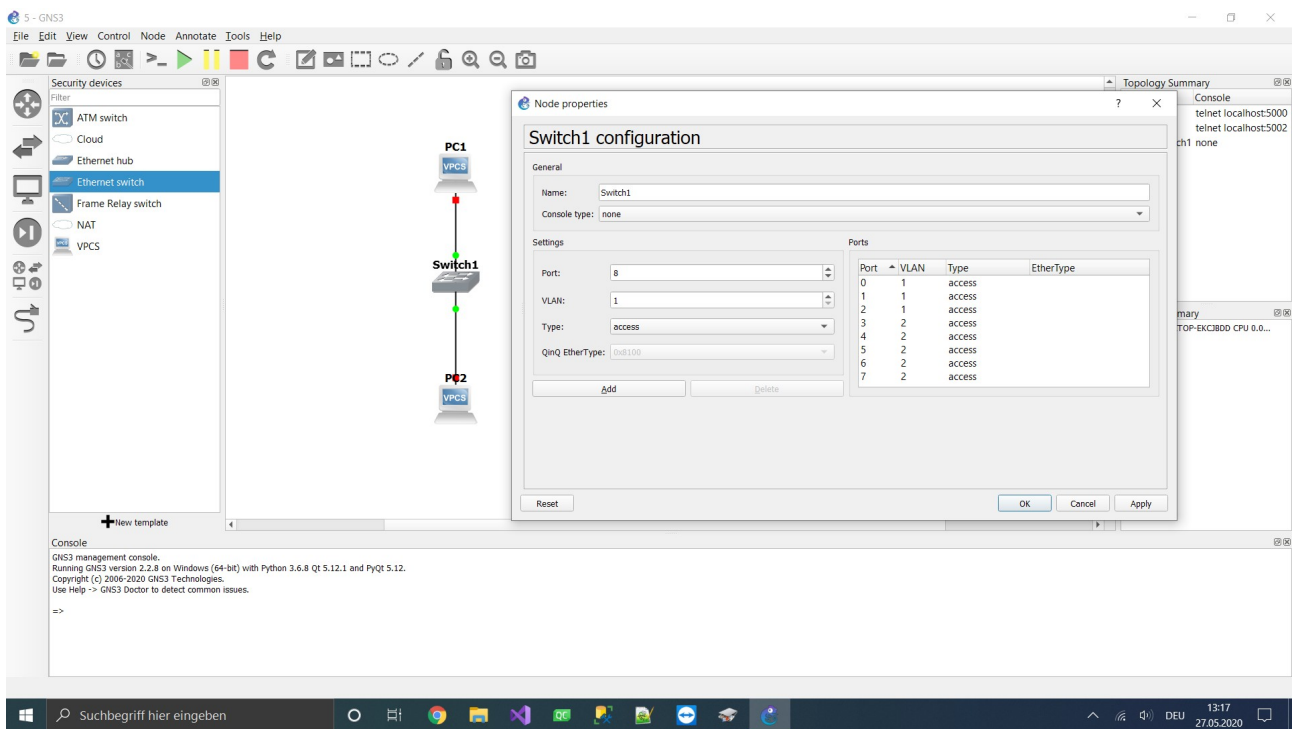 5 - GNS3
File Edit View Control Node Annotate Tools Help
Security devices
Filter
ATM switch
Cloud
Ethernet hub
Ethernet switch
Frame Relay switch
NAT
VPCS
New template
PC1
VPCS
Switch1
PC2
VPCS
Node properties
?
Switch1 configuration
General
Name: Switch1
Console type: none
Settings
Port: 8
VLAN: 1
Type: access
QinQ EtherType: 0x8100
Add Delete
Ports
Port VLAN Type EtherType
0 1 access
1 1 access
2 1 access
3 2 access
4 2 access
5 2 access
6 2 access
7 2 access
Reset OK Cancel Apply
Topology Summary
Console
telnet localhost:5000
telnet localhost:5002
ch1 none
mary
TOP-EKCJBDD CPU 0.0...
Console
GNS3 management console.
Running GNS3 version 2.2.8 on Windows (64-bit) with Python 3.6.8 Qt 5.12.1 and PyQt 5.12.
Copyright (c) 2006-2020 GNS3 Technologies.
Use Help -> GNS3 Doctor to detect common issues.
=>
Suchbegriff hier eingeben
QC
DEU
13:17
27.05.2020